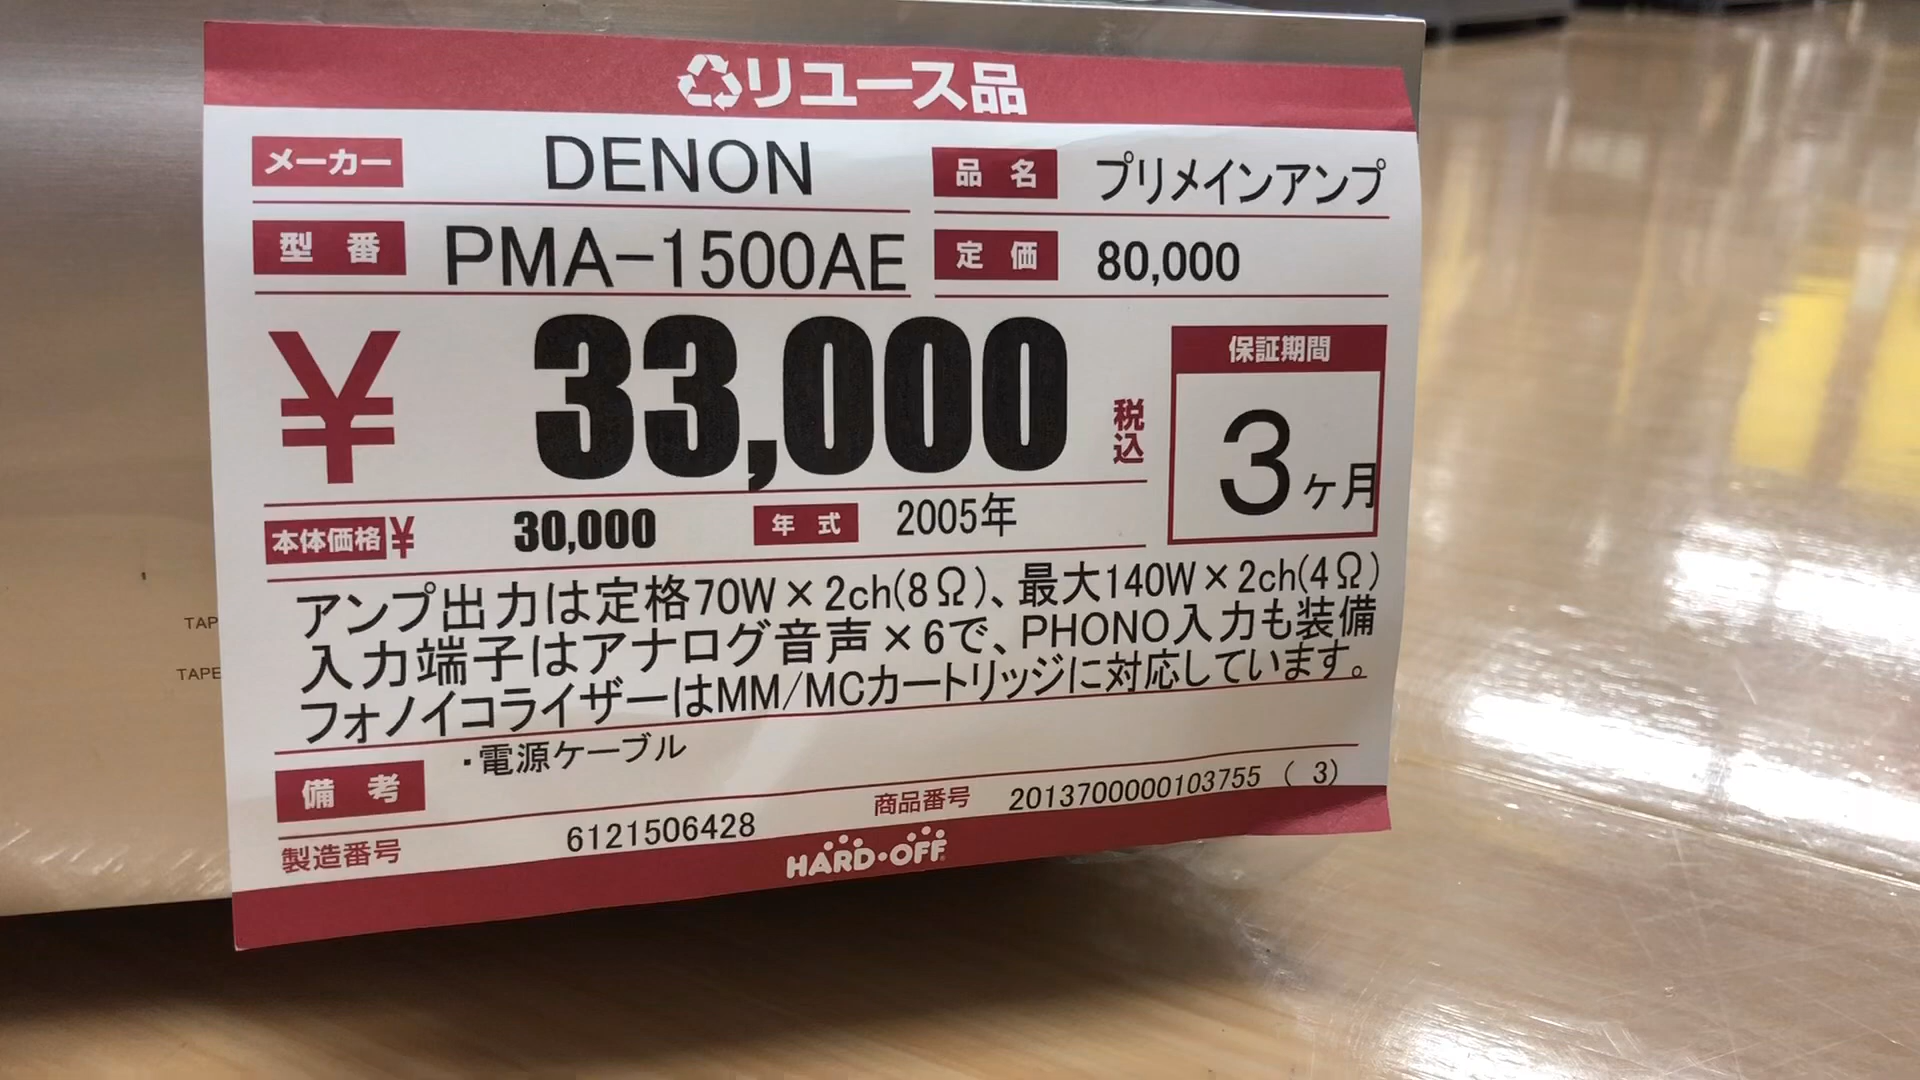 リユース品
メーカー DENON 品名 プリメインアンプ
型番 PMA-1500AE 定価 80,000
¥ 33,000 税込
保証期間
3ヶ月
本体価格¥ 30,000 年式 2005年
アンプ出力は定格70W×2ch(8Ω)、最大140W×2ch(4Ω)
入力端子はアナログ音声×6で、PHONO入力も装備
フォノイコライザーはMM/MCカートリッジに対応しています。
備考 ・電源ケーブル
製造番号 6121506428 商品番号 2013700000103755 ( 3)
HARD・OFF
TAP
TAPE